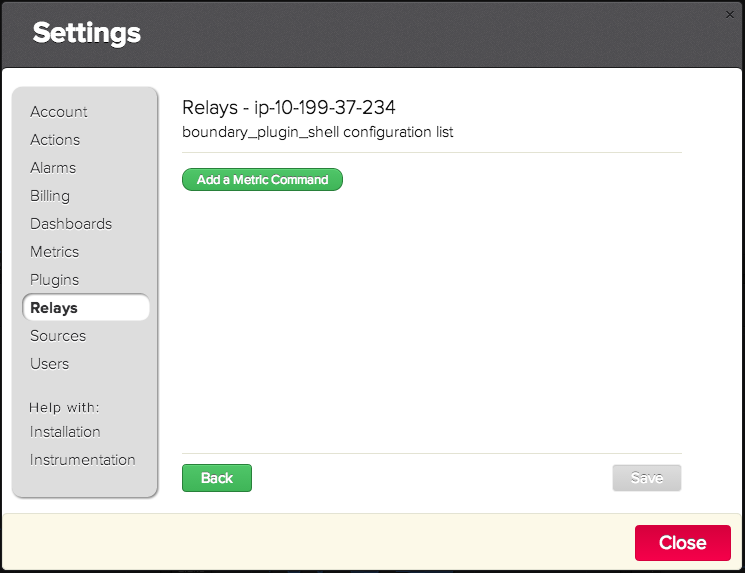 Settings
×
Account
Actions
Alarms
Billing
Dashboards
Metrics
Plugins
Relays
Sources
Users
Help with:
Installation
Instrumentation
Relays - ip-10-199-37-234
boundary_plugin_shell configuration list
Add a Metric Command
Back
Save
Close